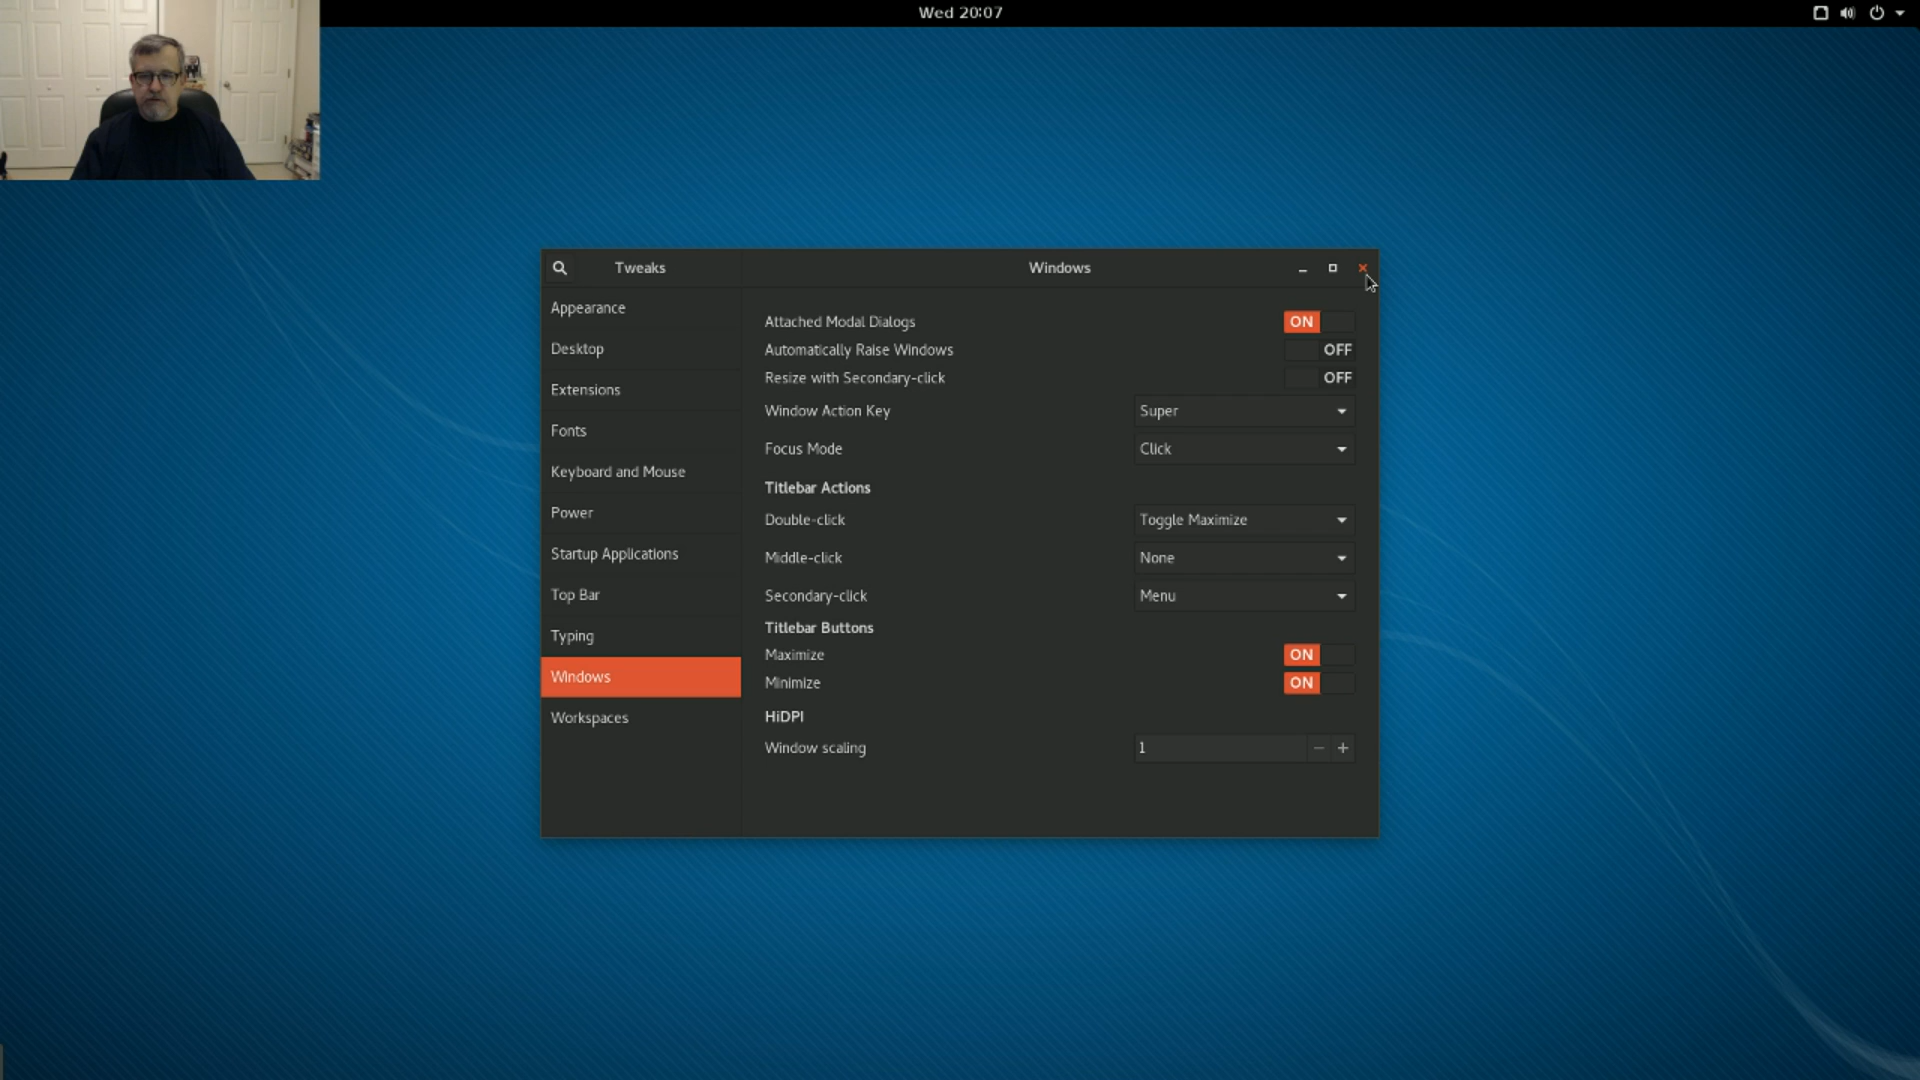 Wed 20:07
Tweaks
Windows
Appearance
Desktop
Extensions
Fonts
Keyboard and Mouse
Power
Startup Applications
Top Bar
Typing
Windows
Workspaces
Attached Modal Dialogs ON
Automatically Raise Windows OFF
Resize with Secondary-click OFF
Window Action Key Super
Focus Mode Click
Titlebar Actions
Double-click Toggle Maximize
Middle-click None
Secondary-click Menu
Titlebar Buttons
Maximize ON
Minimize ON
HiDPI
Window scaling 1